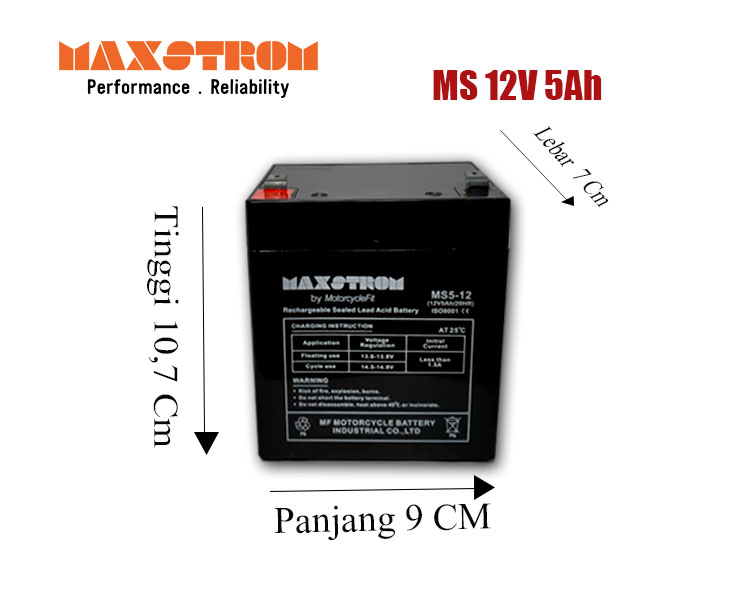 MAXSTROM
Performance . Reliability
MS 12V 5Ah
Lebar 7 Cm
Tinggi 10,7 Cm
MAXSTROM
by MotorcycleFit
Rechargeable Sealed Lead Acid Battery
MS5-12
(12V5Ah/20HR)
ISO9001 CE
CHARGING INSTRUCTION
AT 25°C
Application Voltage Regulation Initial Current
Floating use 13.6-13.8V Less than 1.5A
Cycle use 14.5-14.8V
WARNING
• Risk of fire, explosion, burns.
• Do not short the battery terminal.
• Do not disassemble, heat above 40°C or incinerate.
Pb
MF MOTORCYCLE BATTERY
INDUSTRIAL CO.,LTD
Pb
Panjang 9 CM